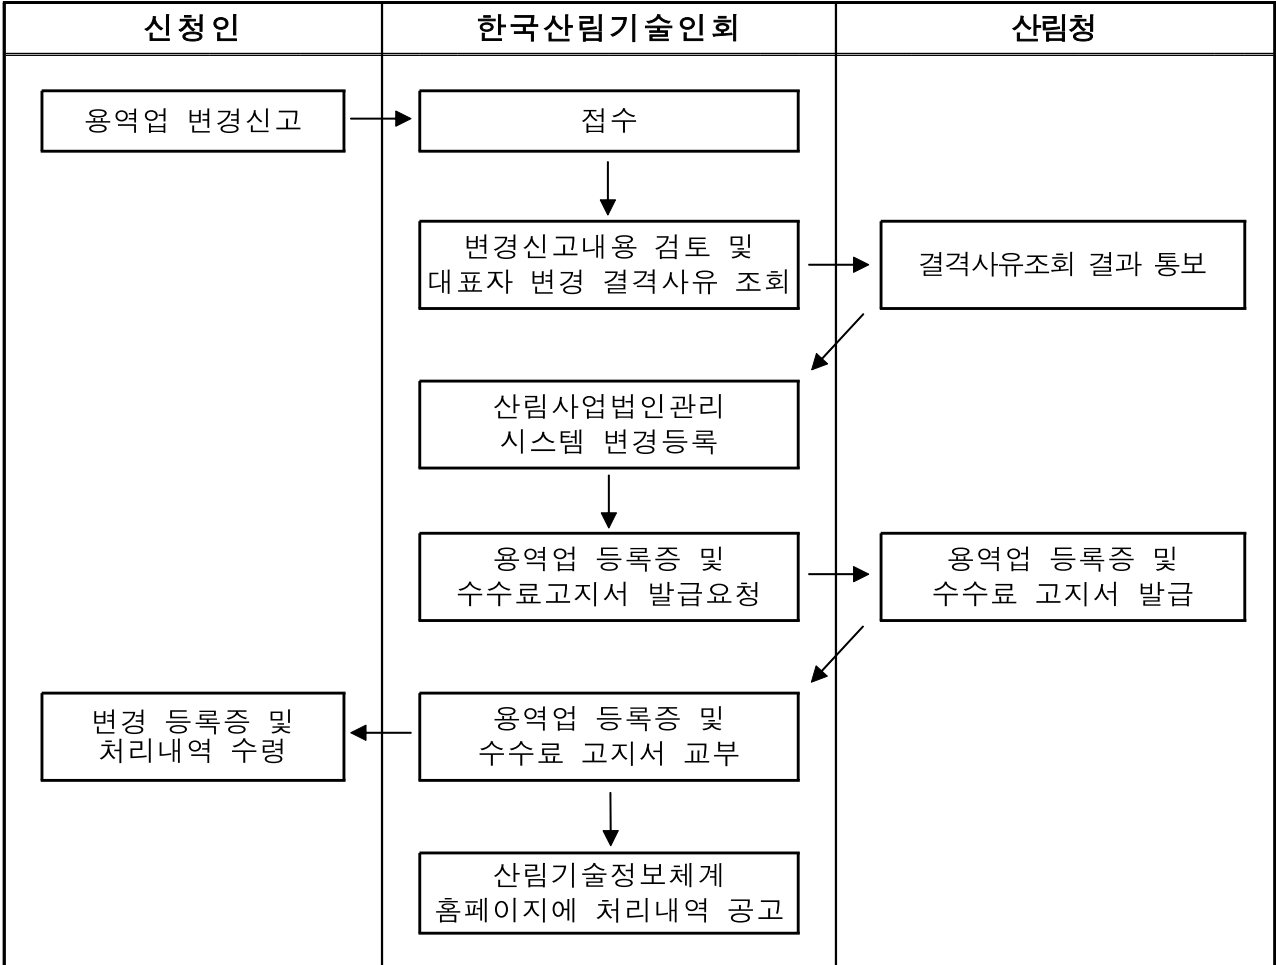 신청인
한국산림기술인회
산림청
용역업 변경신고
접수
변경신고내용 검토 및
대표자 변경 결격사유 조회
결격사유조회 결과 통보
산림사업법인관리
시스템 변경등록
용역업 등록증 및
수수료고지서 발급요청
용역업 등록증 및
수수료 고지서 발급
변경 등록증 및
처리내역 수령
용역업 등록증 및
수수료 고지서 교부
산림기술정보체계
홈페이지에 처리내역 공고